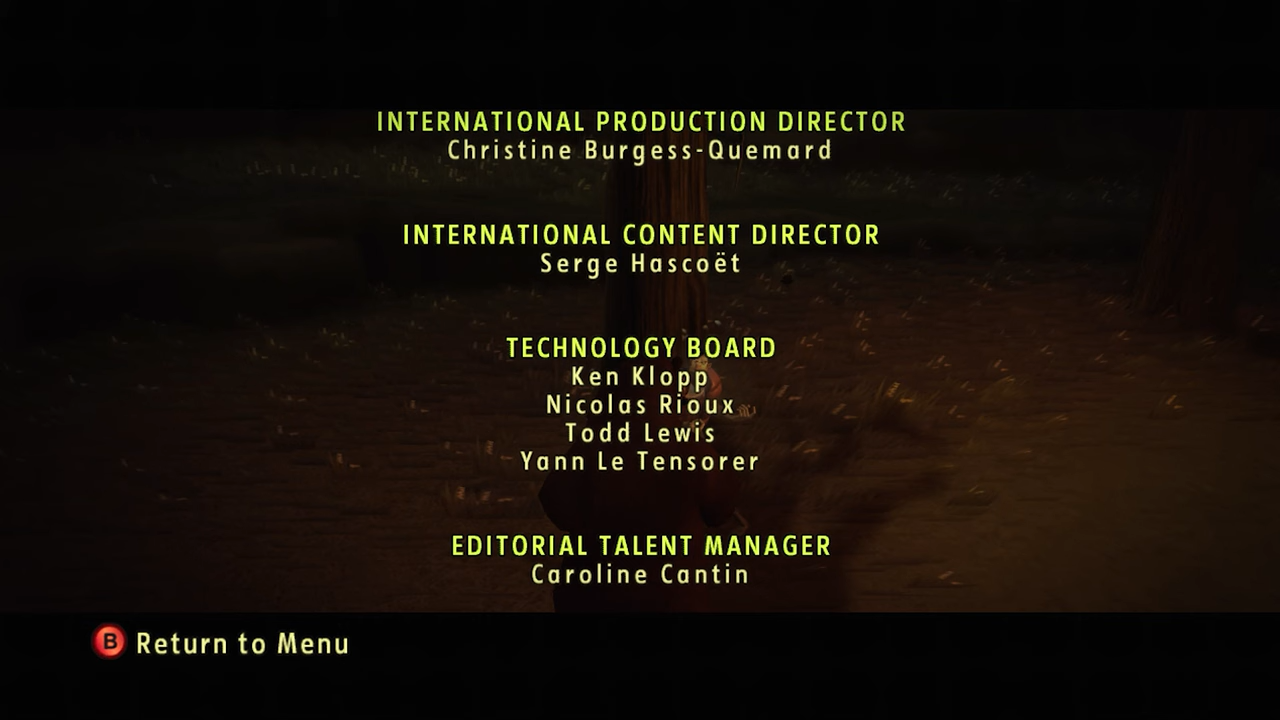 INTERNATIONAL PRODUCTION DIRECTOR
Christine Burgess-Quemard
INTERNATIONAL CONTENT DIRECTOR
Serge Hascoët
TECHNOLOGY BOARD
Ken Klopp
Nicolas Rioux
Todd Lewis
Yann Le Tensorer
EDITORIAL TALENT MANAGER
Caroline Cantin
B Return to Menu